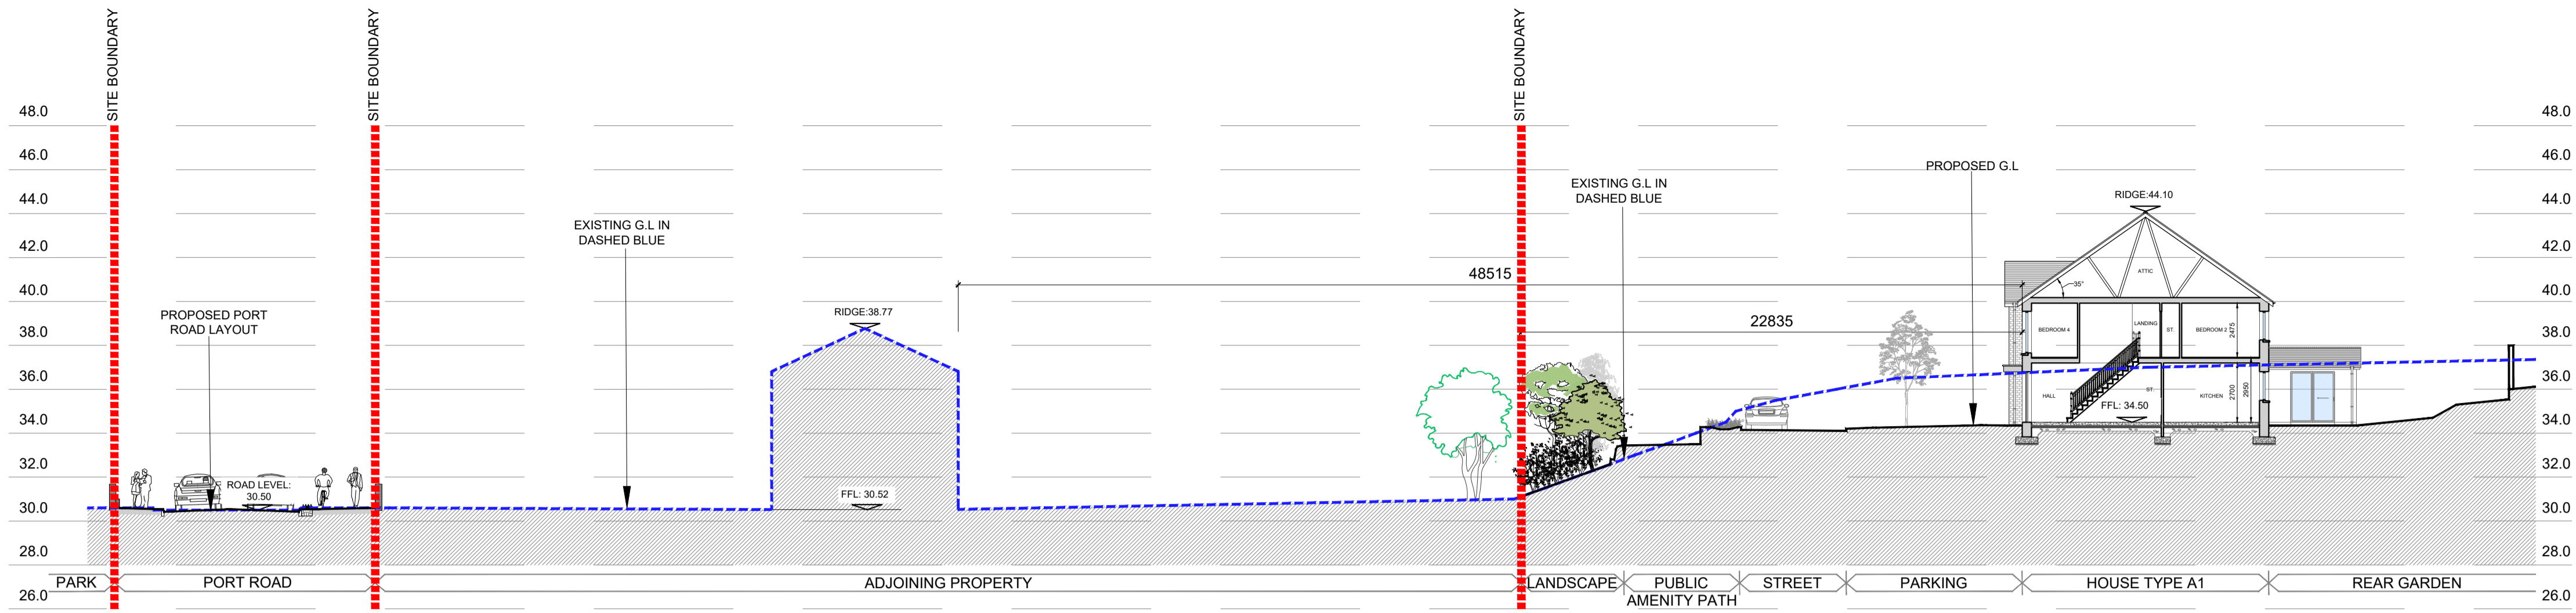 SITE BOUNDARY
SITE BOUNDARY
SITE BOUNDARY
48.0
48.0
46.0
46.0
PROPOSED G.L
EXISTING G.L IN
DASHED BLUE
RIDGE:44.10
44.0
44.0
EXISTING G.L IN
DASHED BLUE
42.0
42.0
48515
ATTIC
35°
40.0
40.0
PROPOSED PORT
ROAD LAYOUT
RIDGE:38.77
22835
BEDROOM 4
LANDING
ST.
BEDROOM 2
2475
38.0
38.0
36.0
36.0
HALL
ST.
KITCHEN
2700
2950
FFL: 34.50
34.0
34.0
32.0
32.0
ROAD LEVEL:
30.50
FFL: 30.52
30.0
30.0
28.0
28.0
PARK
PORT ROAD
ADJOINING PROPERTY
LANDSCAPE
PUBLIC
AMENITY PATH
STREET
PARKING
HOUSE TYPE A1
REAR GARDEN
26.0
26.0